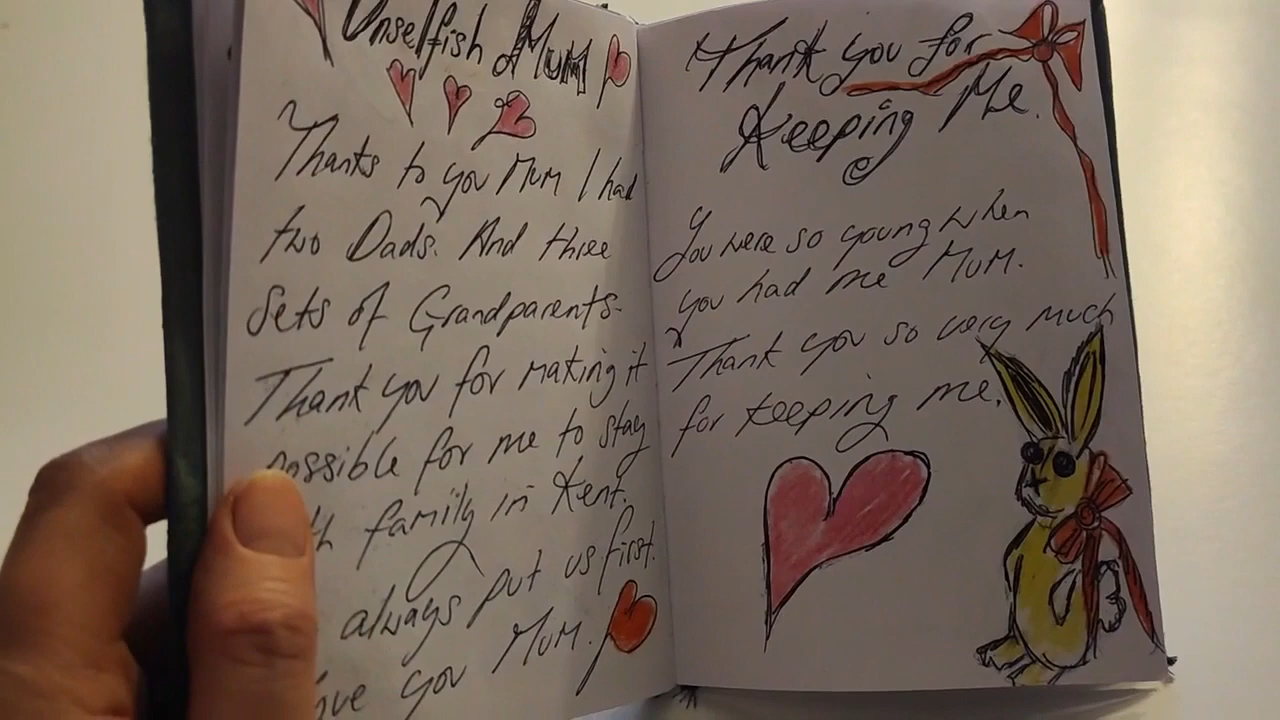 Unselfish Mum
Thanks to you Mum I had
two Dads. And three
Sets of Grandparents.
Thank you for making it
possible for me to stay
family in Kent.
always put us first.
you Mum.
Thank you for
Keeping Me.
You were so young when
you had me Mum.
Thank you so very much
for keeping me.